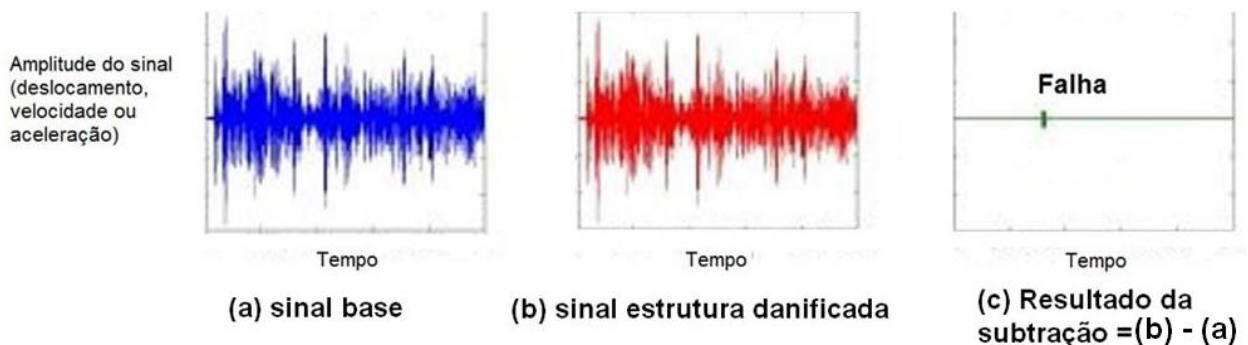 Amplitude do sinal
(deslocamento,
velocidade ou
aceleração)
Falha
Tempo
Tempo
Tempo
(a) sinal base
(b) sinal estrutura danificada
(c) Resultado da
subtração =(b) - (a)